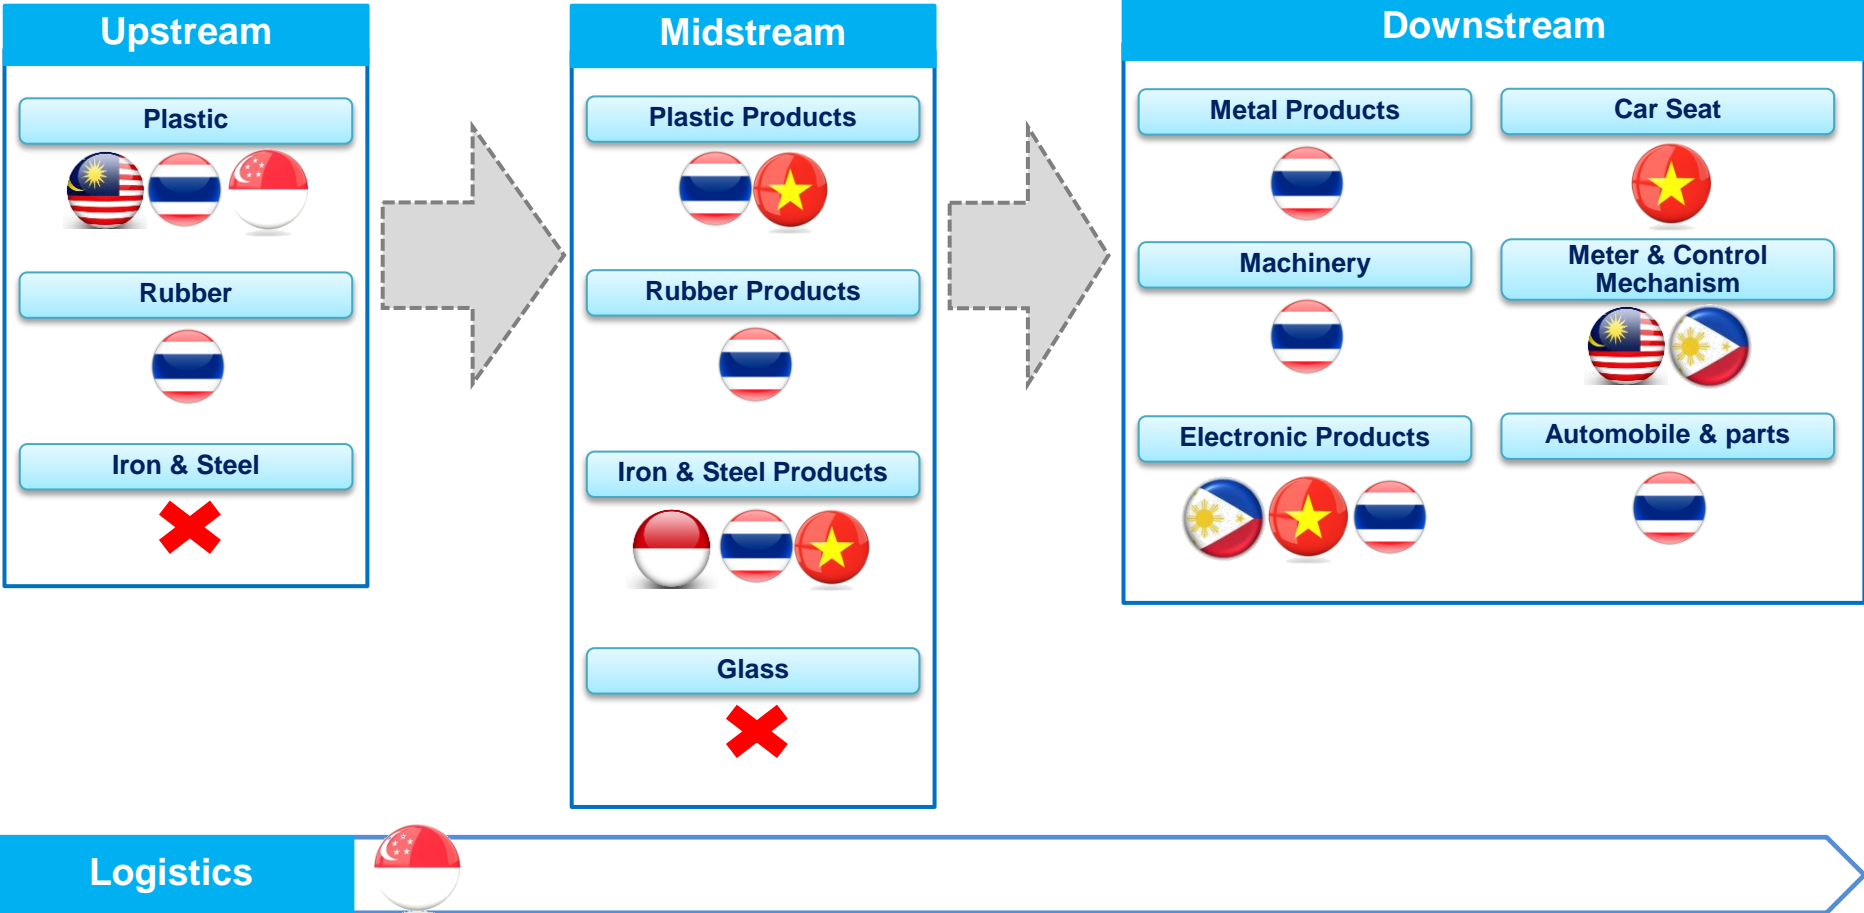 Upstream
Plastic
Rubber
Iron & Steel
Midstream
Plastic Products
Rubber Products
Iron & Steel Products
Glass
Downstream
Metal Products
Car Seat
Machinery
Meter & Control
Mechanism
Electronic Products
Automobile & parts
Logistics